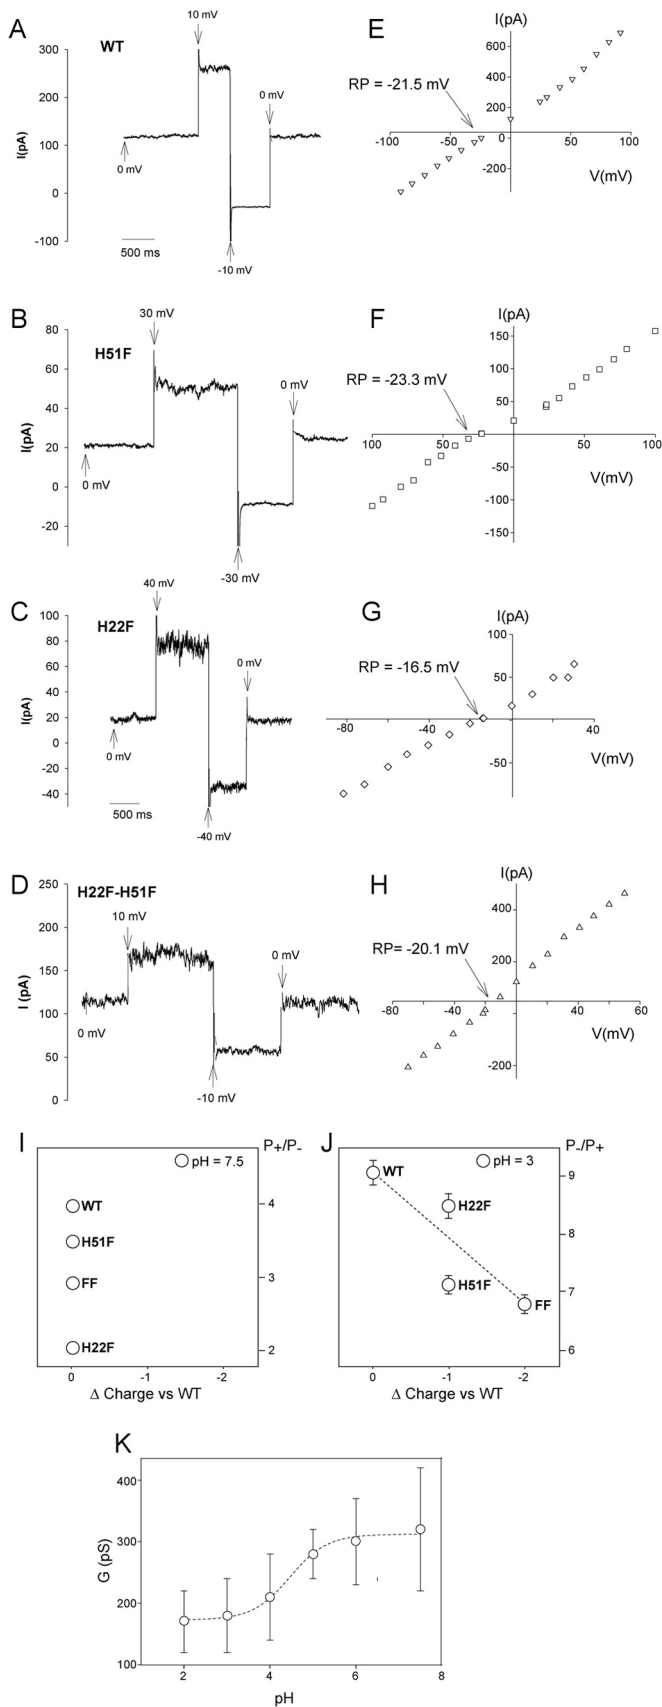 A
WT
10 mV
300
200
100
0
-100
I(pA)
0 mV
0 mV
-10 mV
500 ms
E
I(pA)
600
400
200
0
-200
RP = -21.5 mV
-100
-50
50
100
V(mV)
B
H51F
30 mV
80
60
40
20
0
-20
I(pA)
0 mV
0 mV
-30 mV
F
I(pA)
150
100
50
-50
-100
-150
RP = -23.3 mV
100
50
0
50
100
V(mV)
C
H22F
40 mV
100
80
60
40
20
0
-20
-40
I(pA)
0 mV
0 mV
-40 mV
500 ms
G
I(pA)
100
50
-50
RP = -16.5 mV
-80
-40
0
40
V(mV)
D
H22F-H51F
10 mV
250
200
150
100
50
0
I (pA)
0 mV
0 mV
-10 mV
H
I(pA)
400
200
-200
RP= -20.1 mV
-80
-40
-20
0
20
60
V(mV)
I
P+/P-
pH = 7.5
WT
H51F
FF
H22F
4
3
2
0
-1
-2
Δ Charge vs WT
J
P-/P+
pH = 3
WT
H22F
H51F
FF
9
8
7
6
0
-1
-2
Δ Charge vs WT
K
400
300
200
100
G (pS)
2
4
6
8
pH